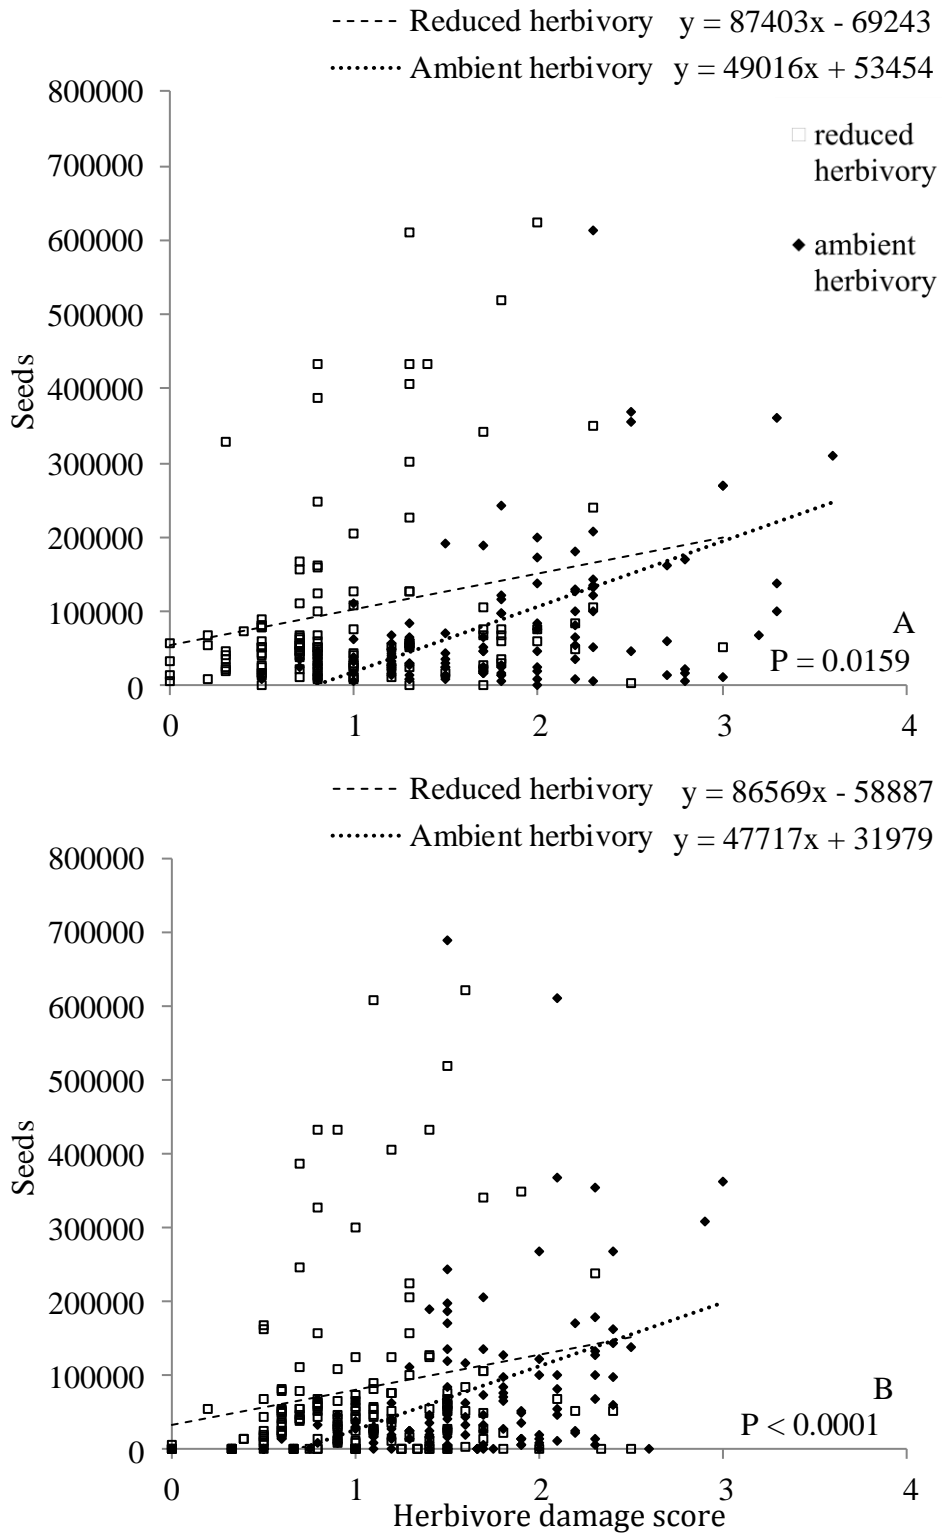 Reduced herbivory y = 87403x - 69243
Ambient herbivory y = 49016x + 53454
800000
700000
600000
500000
400000
300000
200000
100000
0
Seeds
reduced
herbivory
ambient
herbivory
A
P = 0.0159
0 1 2 3 4
Reduced herbivory y = 86569x - 58887
Ambient herbivory y = 47717x + 31979
800000
700000
600000
500000
400000
300000
200000
100000
0
Seeds
B
P < 0.0001
0 1 2 3 4
Herbivore damage score